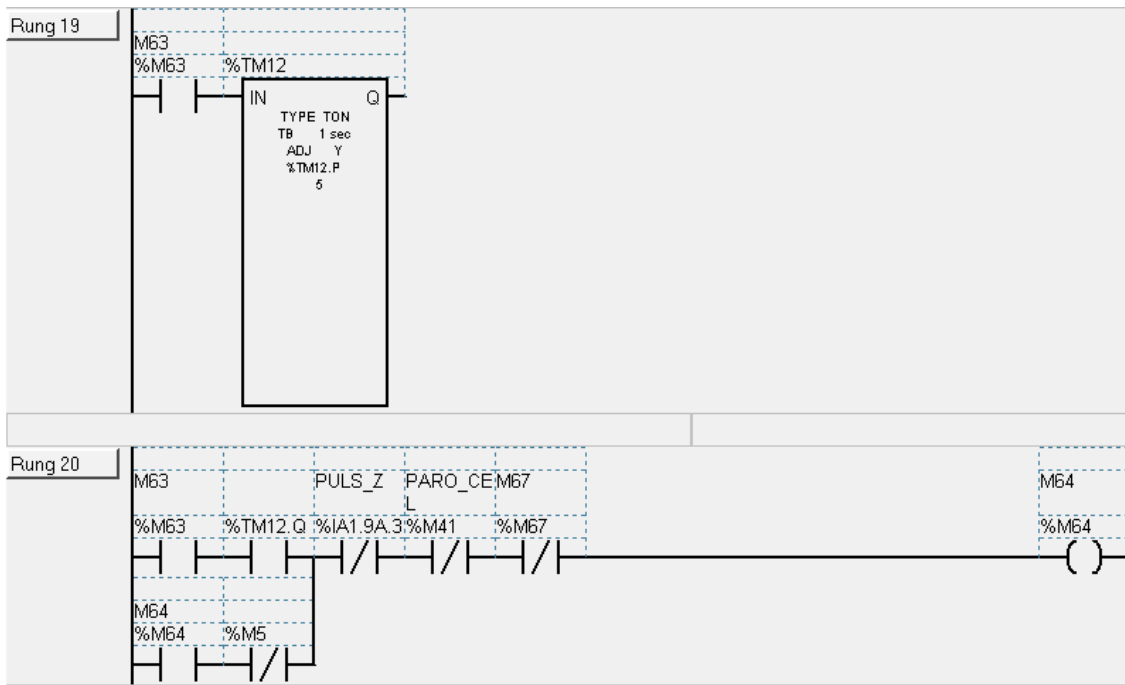 Rung 19
M63
%M63 %TM12
IN Q
TYPE TON
TB 1 sec
ADJ Y
%TM12.P
5
Rung 20
M63 PULS_Z PARO_CE M67 M64
L
%M63 %TM12.Q %IA1.9A.3 %M41 %M67 %M64
M64
%M64 %M5